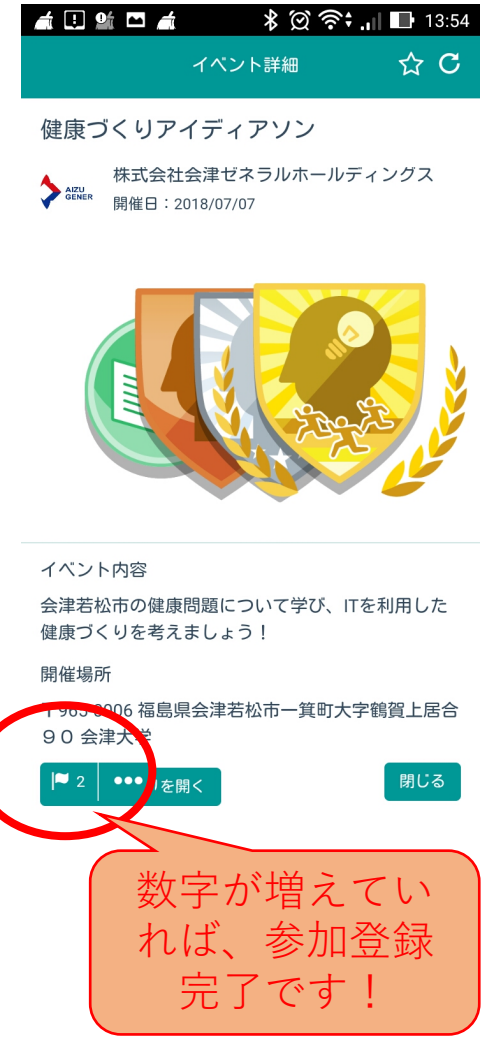 13:54
イベント詳細
健康づくりアイディアソン
AIZU
GENER
株式会社会津ゼネラルホールディングス
開催日：2018/07/07
イベント内容
会津若松市の健康問題について学び、ITを利用した
健康づくりを考えましょう！
開催場所
福島県会津若松市一箕町大字鶴賀上居合
９０ 会津大学
2
を開く
閉じる
数字が増えてい
れば、参加登録
完了です！